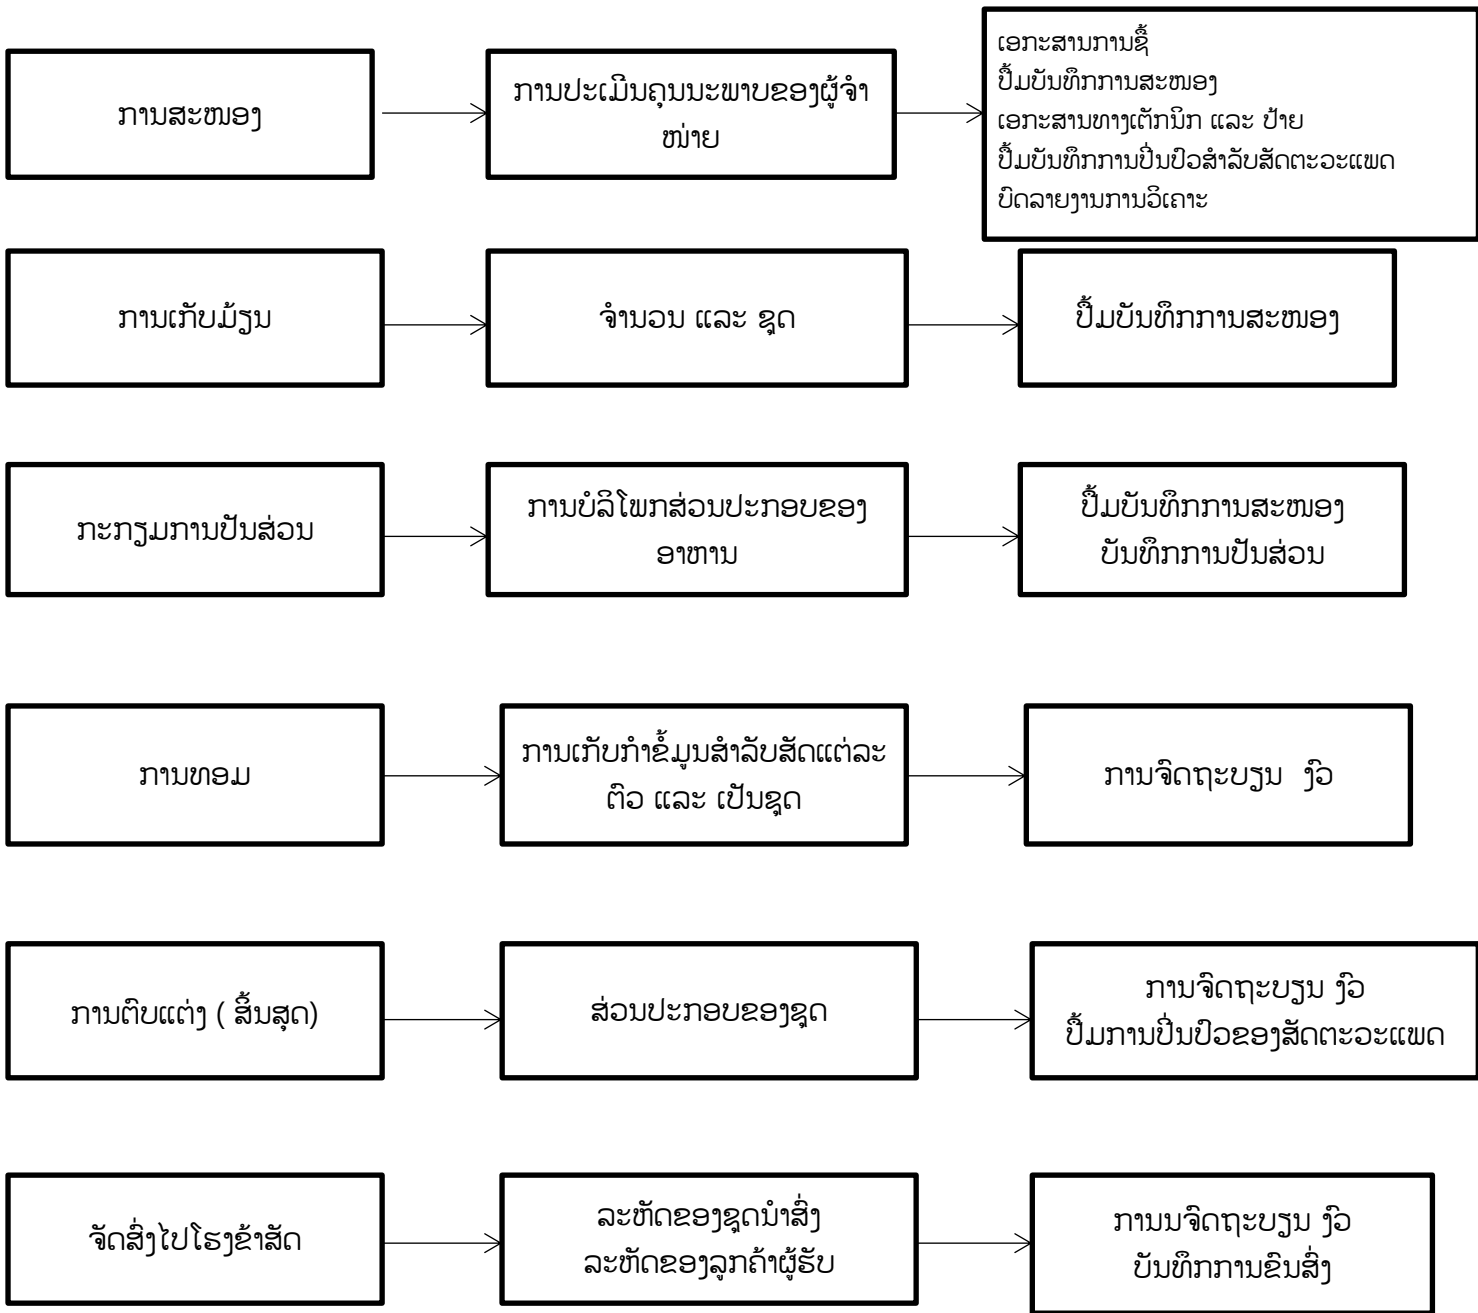 ການສະໜອງ
ການປະເມີນຄຸນນະພາບຂອງຜູ້ຈຳ
ໜ່າຍ
ເອກະສານການຊື້
ປຶ້ມບັນທຶກການສະໜອງ
ເອກະສານທາງເຕັກນິກ ແລະ ປ້າຍ
ປຶ້ມບັນທຶກການປິ່ນປົວສຳລັບສັດຕະວະແພດ
ບົດລາຍງານການວິເຄາະ
ການເກັບມ້ຽນ
ຈຳນວນ ແລະ ຊຸດ
ປຶ້ມບັນທຶກການສະໜອງ
ກະກຽມການປັນສ່ວນ
ການບໍລິໂພກສ່ວນປະກອບຂອງ
ອາຫານ
ປຶ້ມບັນທຶກການສະໜອງ
ບັນທຶກການປັນສ່ວນ
ການທອມ
ການເກັບກຳຂໍ້ມູນສຳລັບສັດແຕ່ລະ
ຕົວ ແລະ ເປັນຊຸດ
ການຈົດຖະບຽນ ງົວ
ການຕົບແຕ່ງ ( ສິ້ນສຸດ)
ສ່ວນປະກອບຂອງຊຸດ
ການຈົດຖະບຽນ ງົວ
ປຶ້ມການປິ່ນປົວຂອງສັດຕະວະແພດ
ຈັດສົ່ງໄປໂຮງຂ້າສັດ
ລະຫັດຂອງຊຸດນຳສົ່ງ
ລະຫັດຂອງລູກຄ້າຜູ້ຮັບ
ການນຈົດຖະບຽນ ງົວ
ບັນທຶກການຂົນສົ່ງ